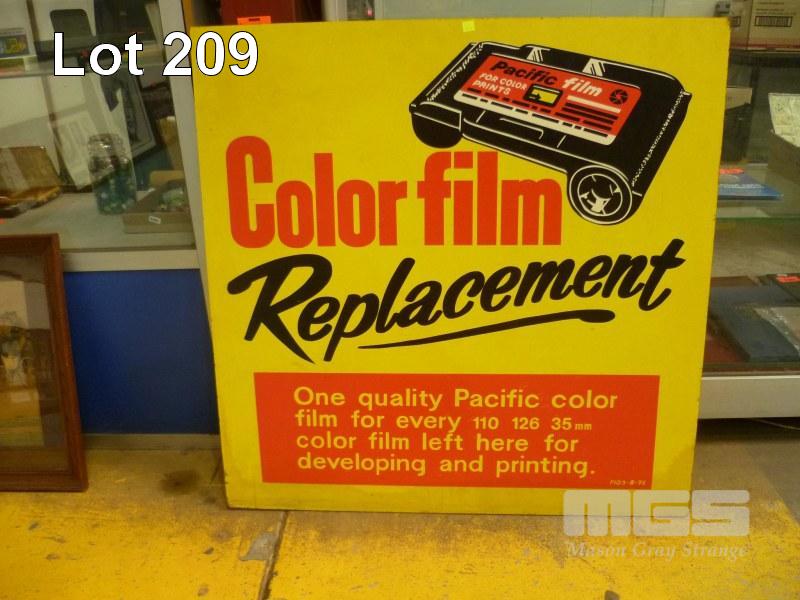 Lot 209
Pacific film
FOR COLOR
PRINTS
Color film
Replacement
One quality Pacific color
film for every 110 126 35mm
color film left here for
developing and printing.
MGS
Mason Gray Strange